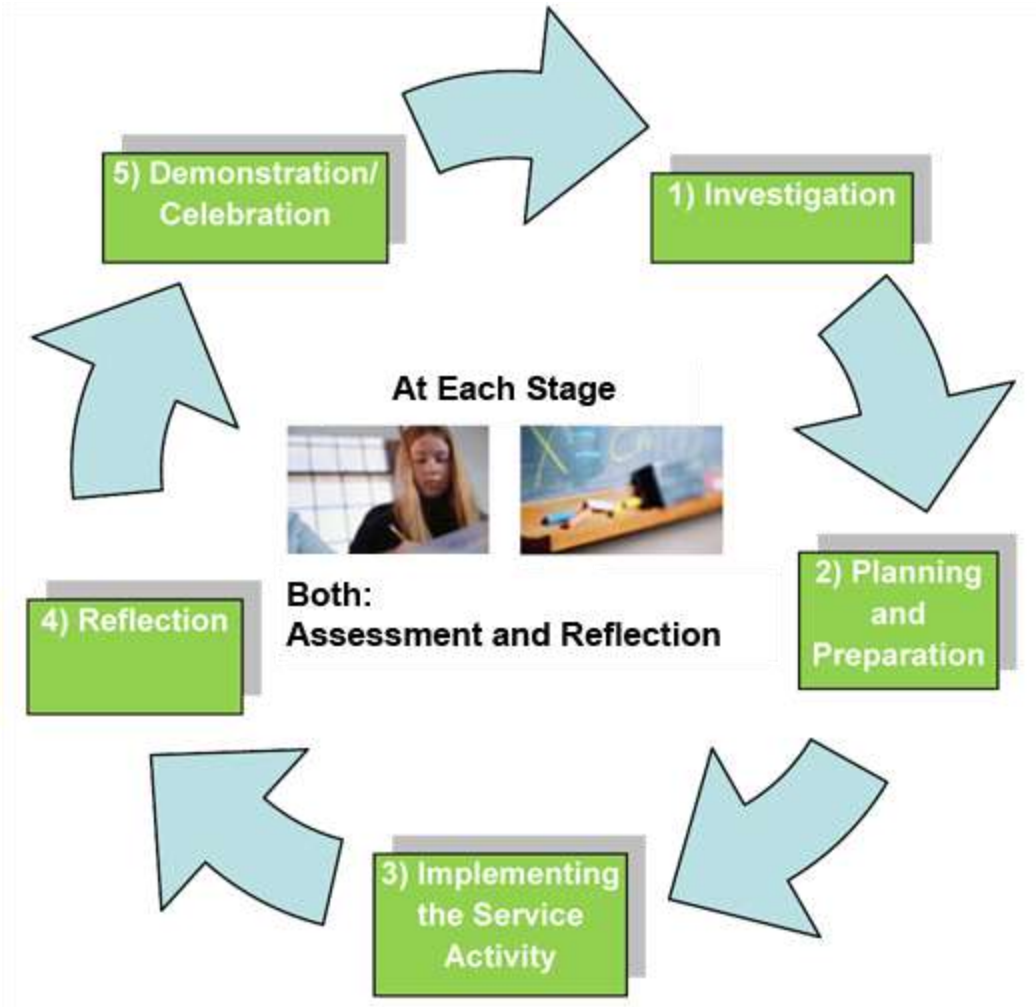 5) Demonstration/
Celebration
1) Investigation
At Each Stage
Both:
Assessment and Reflection
2) Planning
and
Preparation
4) Reflection
3) Implementing
the Service
Activity